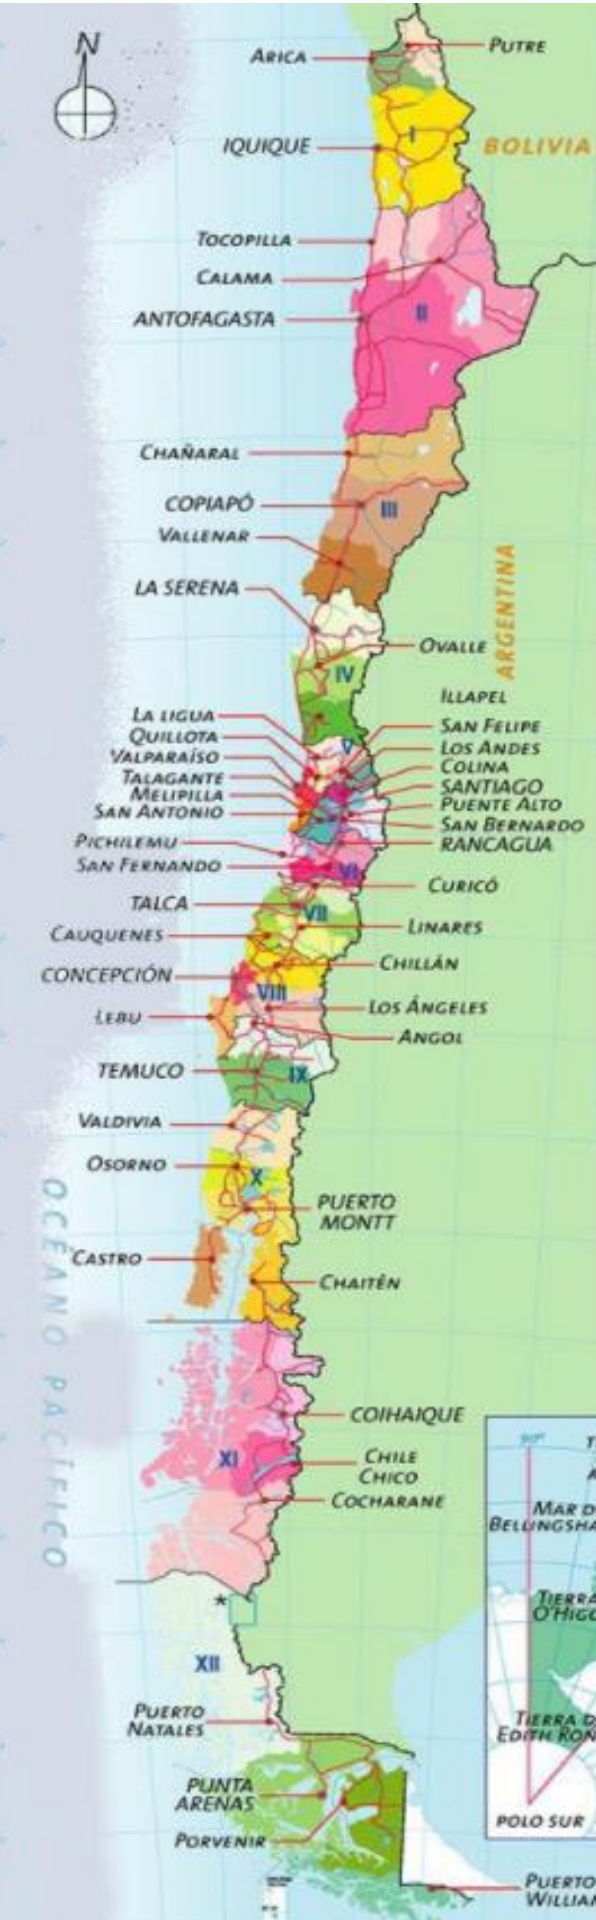 N
ARICA
PUTRE
I
IQUIQUE
BOLIVIA
TOCOPILLA
CALAMA
ANTOFAGASTA
II
CHAÑARAL
COPIAPÓ
III
VALLENAR
ARGENTINA
LA SERENA
OVALLE
IV
ILLAPEL
LA LIGUA
SAN FELIPE
QUILLOTA
V
LOS ANDES
VALPARAÍSO
COLINA
TALAGANTE
SANTIAGO
MELIPILLA
PUENTE ALTO
SAN ANTONIO
SAN BERNARDO
PICHILEMU
RANCAGUA
SAN FERNANDO
VI
CURICÓ
TALCA
VII
LINARES
CAUQUENES
CHILLÁN
CONCEPCIÓN
VIII
LOS ÁNGELES
LEBU
ANGOL
TEMUCO
IX
VALDIVIA
OSORNO
X
PUERTO
MONTT
CASTRO
CHAITÉN
OCÉANO PACÍFICO
COIHAIQUE
XI
CHILE
CHICO
COCHARANE
*
XII
PUERTO
NATALES
PUNTA
ARENAS
PORVENIR
PUERTO
WILLIAM
90°
T
A
MAR D
BELLINGSHA
TIERRA
O'HIGG
TIERRA D
EDITH RON
POLO SUR